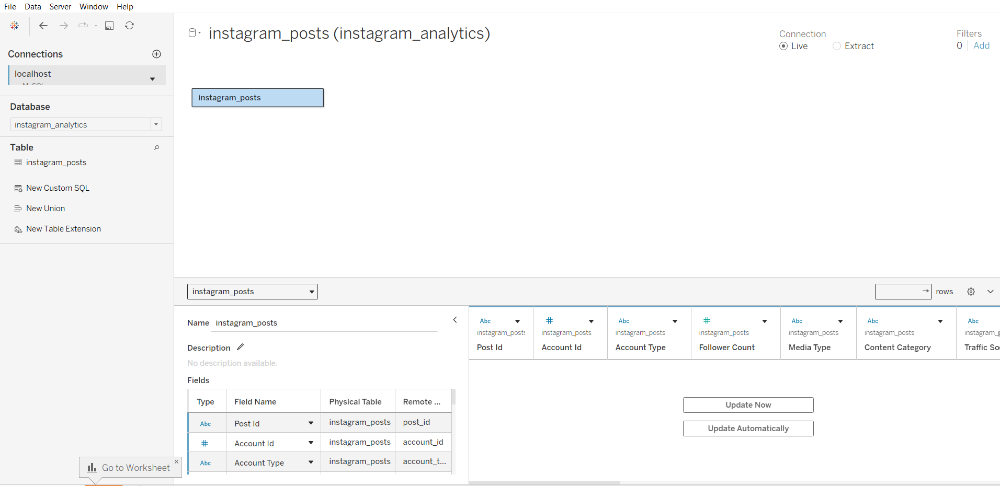 File Data Server Window Help
Connections
localhost
MySQL
Database
instagram_analytics
Table
instagram_posts
New Custom SQL
New Union
New Table Extension
instagram_posts (instagram_analytics)
Connection
Live Extract
Filters
0 Add
instagram_posts
instagram_posts
rows
Name instagram_posts
Description
No description available.
Fields
Type Field Name Physical Table Remote ...
Abc Post Id instagram_posts post_id
# Account Id instagram_posts account_id
Abc Account Type instagram_posts account_t...
Abc # Abc # Abc Abc Abc
instagram_posts instagram_posts instagram_posts instagram_posts instagram_posts instagram_posts instagram_p
Post Id Account Id Account Type Follower Count Media Type Content Category Traffic So
Update Now
Update Automatically
Go to Worksheet